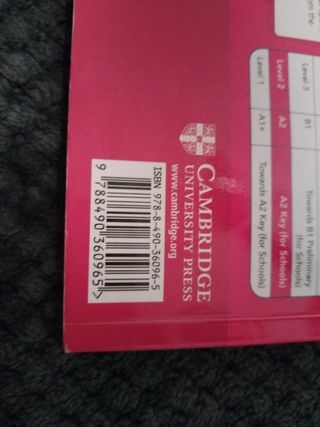 om the
Level 3 B1 Towards B1 Preliminary (for Schools)
Level 2 A2 A2 Key (for Schools)
Level 1 A1+ Towards A2 Key (for Schools)
CAMBRIDGE
UNIVERSITY PRESS
www.cambridge.org
ISBN 978-8-490-36096-5
9 788490 360965 >